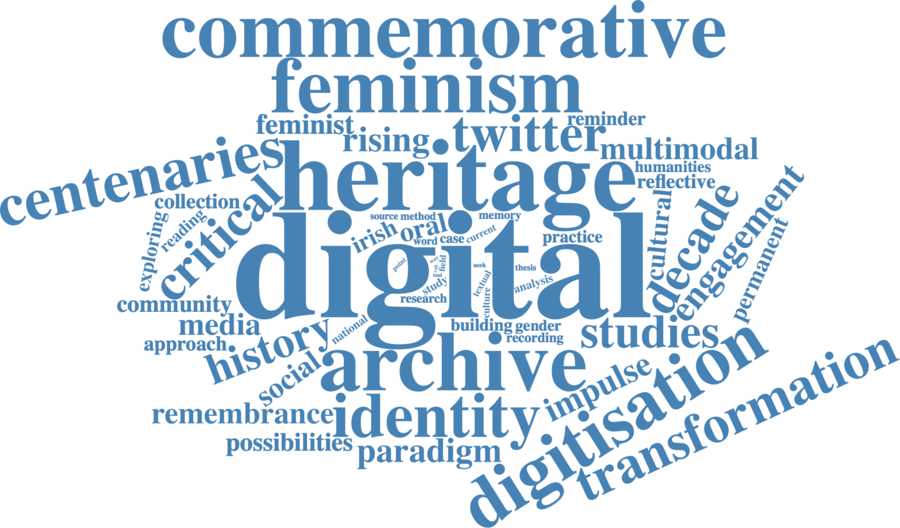 commemorative
feminism
reminder
feminist
rising
twitter
multimodal
centenaries
heritage
humanities
reflective
collection
critical
reading
exploring
source method
memory
irish
oral
word
case
current
practice
cultural
decade
engagement
permanent
digital
point
field
seek
thesis
textual
analysis
culture
study
research
community
media
national
building
gender
studies
approach
history
recording
archive
social
impulse
remembrance
identity
digitisation
transformation
possibilities
paradigm